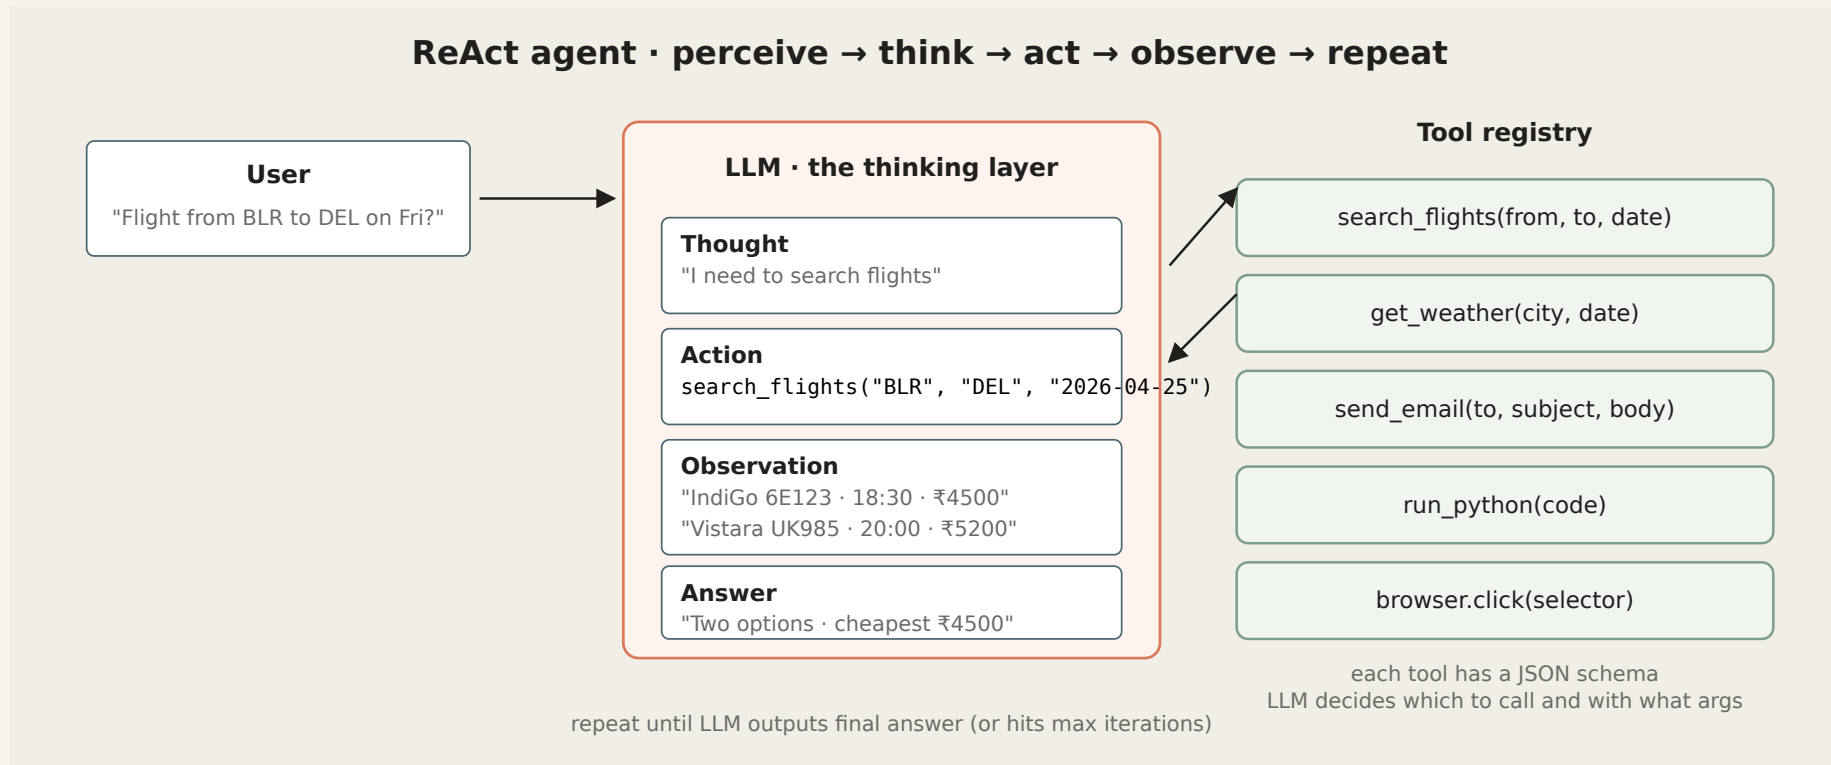 ReAct agent · perceive → think → act → observe → repeat
User
"Flight from BLR to DEL on Fri?"
LLM · the thinking layer
Thought
"I need to search flights"
Action
search_flights("BLR", "DEL", "2026-04-25")
Observation
"IndiGo 6E123 · 18:30 · ₹4500"
"Vistara UK985 · 20:00 · ₹5200"
Answer
"Two options · cheapest ₹4500"
repeat until LLM outputs final answer (or hits max iterations)
Tool registry
search_flights(from, to, date)
get_weather(city, date)
send_email(to, subject, body)
run_python(code)
browser.click(selector)
each tool has a JSON schema
LLM decides which to call and with what args